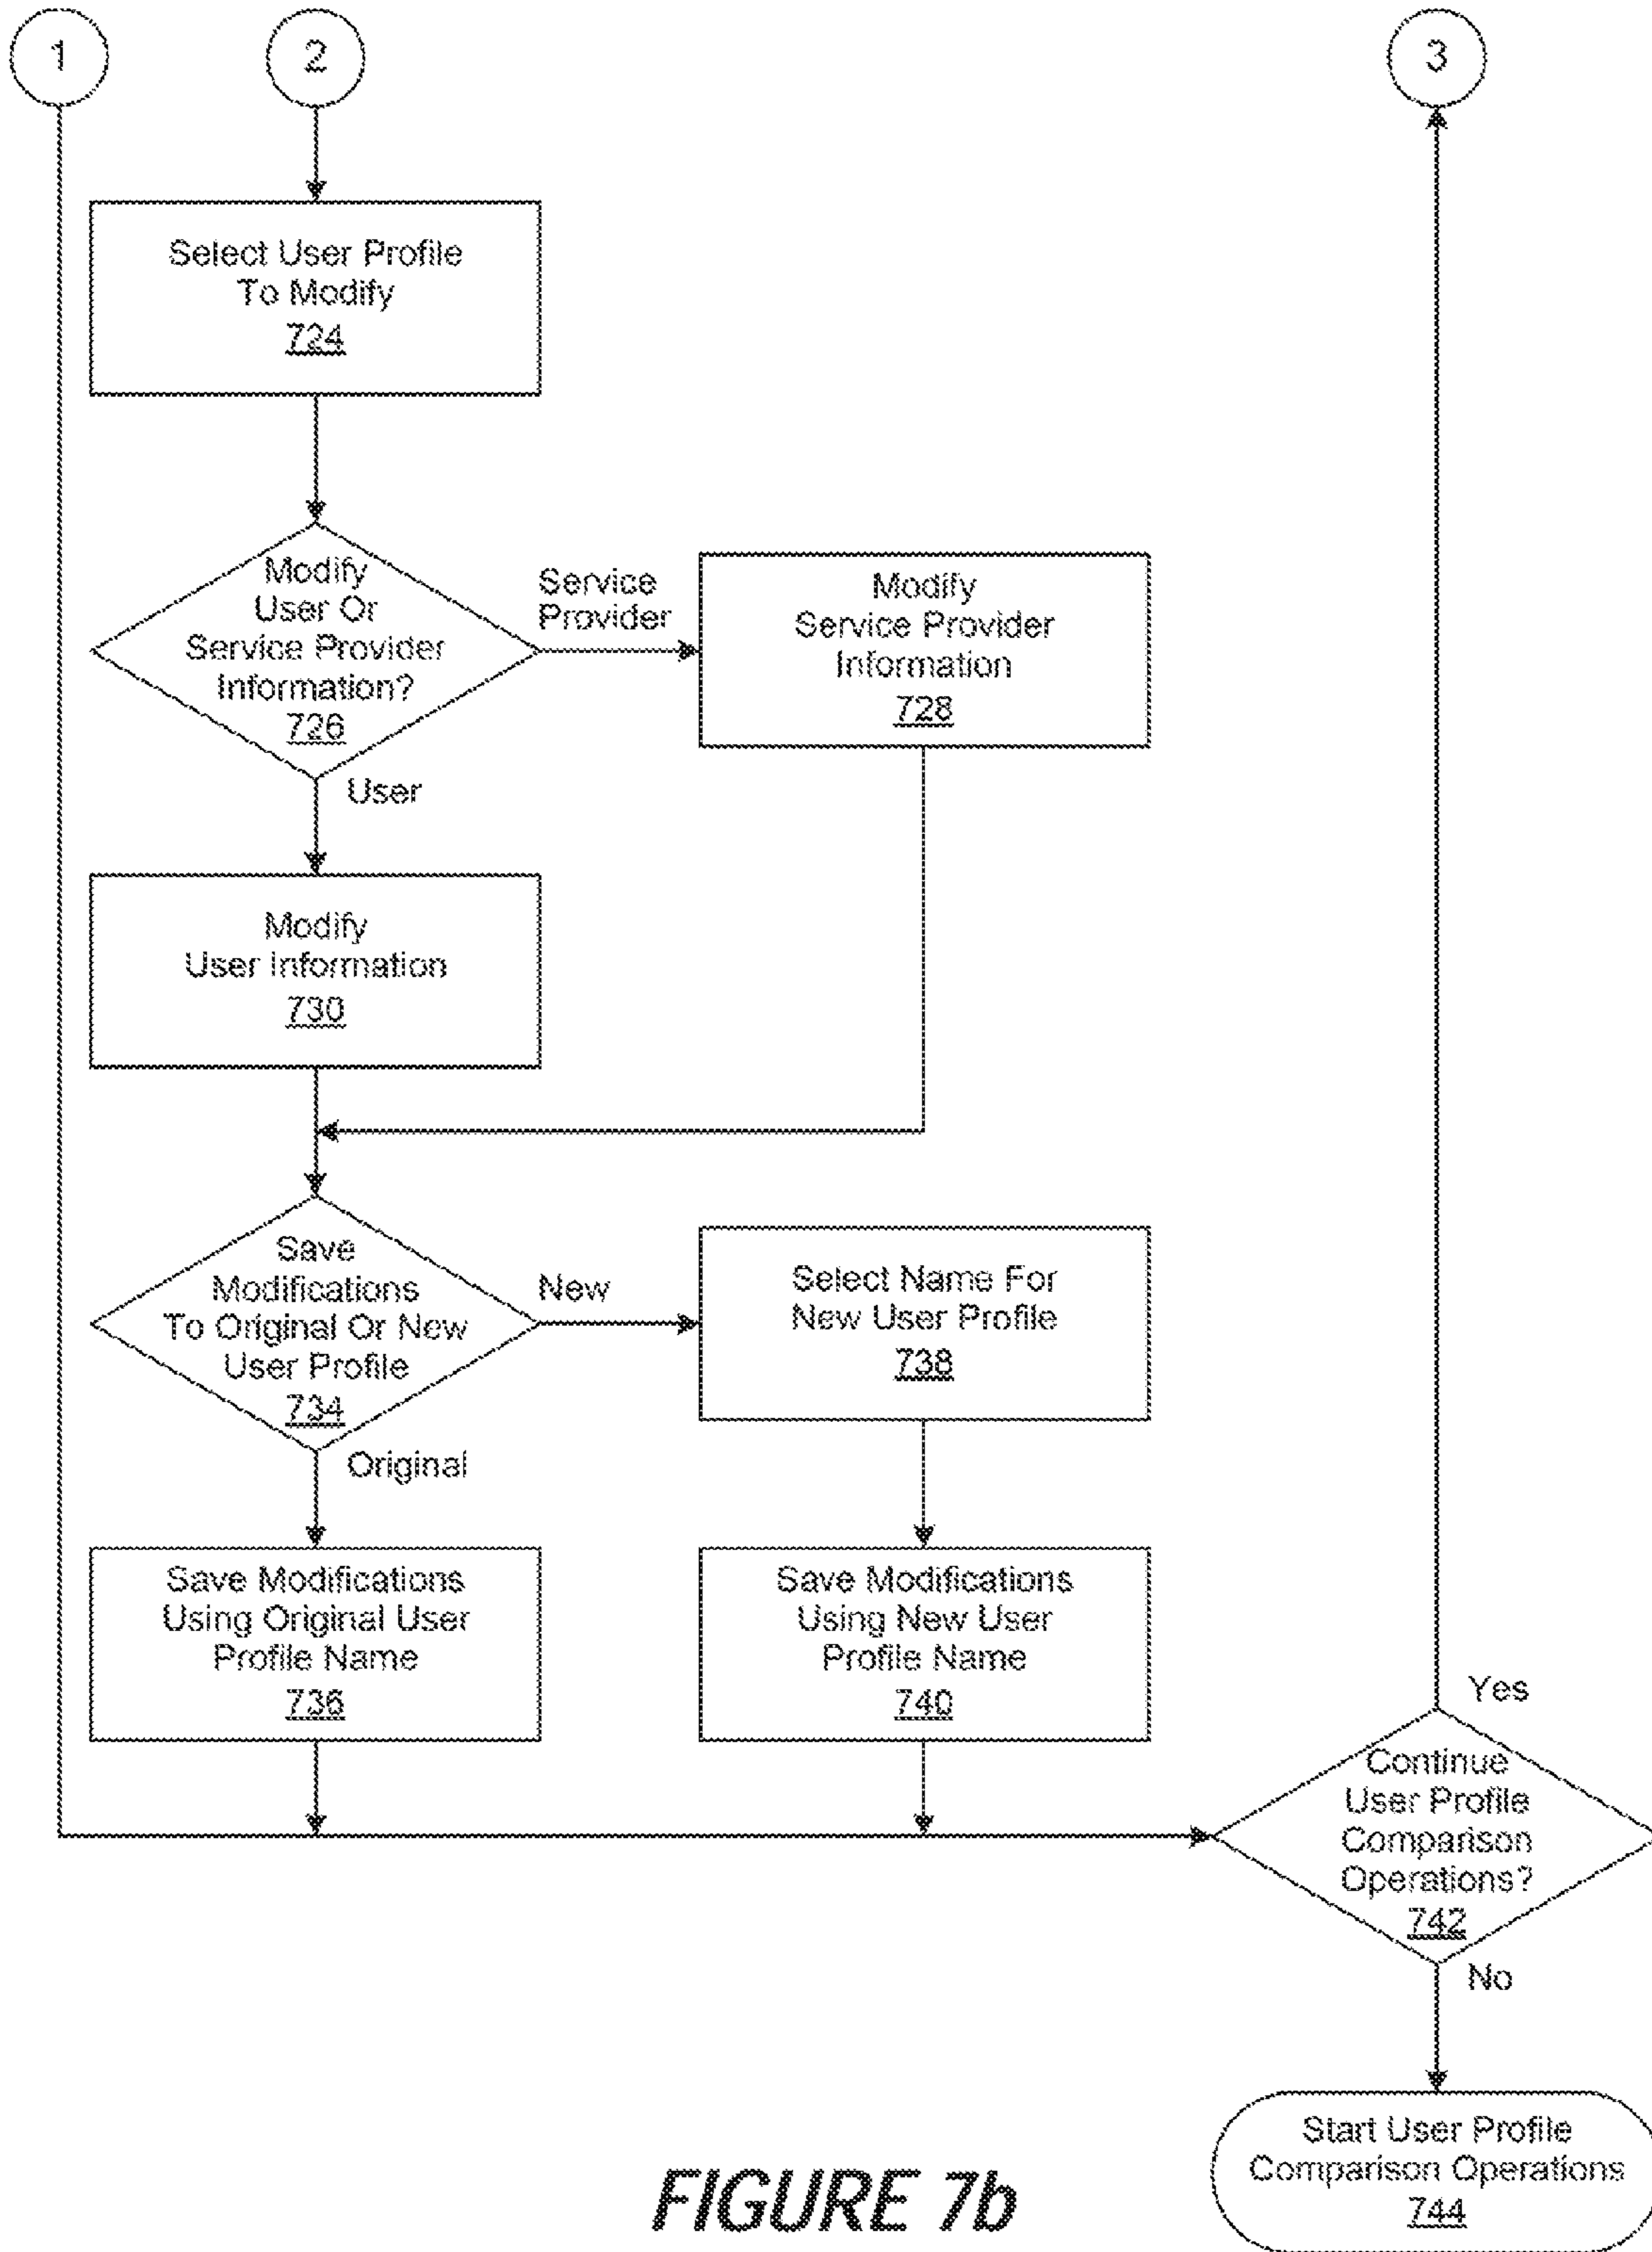 1
2
3
Select User Profile
To Modify
724
Modify
User Or
Service Provider
Information?
726
Service
Provider
Modify
Service Provider
Information
728
User
Modify
User Information
730
Save
Modifications
To Original Or New
User Profile
734
New
Select Name For
New User Profile
738
Original
Save Modifications
Using Original User
Profile Name
736
Save Modifications
Using New User
Profile Name
740
Yes
Continue
User Profile
Comparison
Operations?
742
No
Start User Profile
Comparison Operations
744
FIGURE 7b